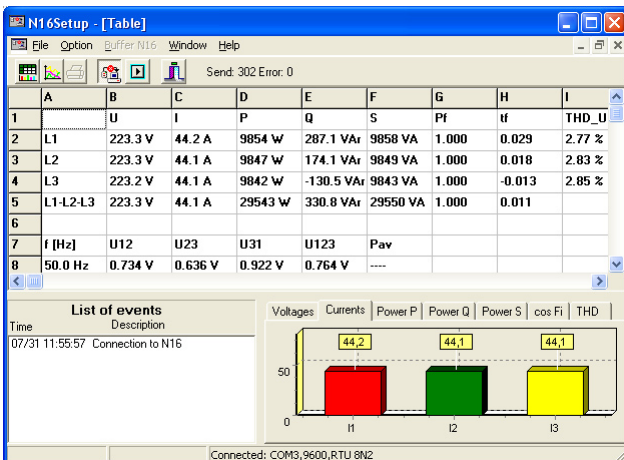 N16Setup - [Table]
File Option Buffer N16 Window Help
Send: 302 Error: 0
A B C D E F G H I
1 U I P Q S Pf tf THD_U
2 L1 223.3 V 44.2 A 9854 W 287.1 VAr 9858 VA 1.000 0.029 2.77 %
3 L2 223.3 V 44.1 A 9847 W 174.1 VAr 9849 VA 1.000 0.018 2.83 %
4 L3 223.2 V 44.1 A 9842 W -130.5 VAr 9843 VA 1.000 -0.013 2.85 %
5 L1-L2-L3 223.3 V 44.1 A 29543 W 330.8 VAr 29550 VA 1.000 0.011
6
7 f [Hz] U12 U23 U31 U123 Pav
8 50.0 Hz 0.734 V 0.636 V 0.922 V 0.764 V ----
List of events
Time Description
07/31 11:55:57 Connection to N16
Voltages Currents Power P Power Q Power S cos Fi THD
44,2 44,1 44,1
50
0
I1 I2 I3
Connected: COM3,9600,RTU 8N2